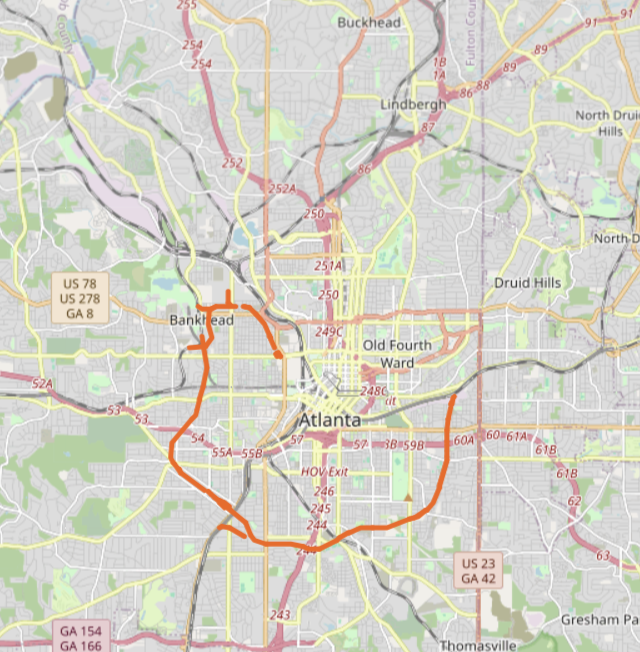 255
91
Buckhead
91
254
Fulton Cou
89
254
1B
89
1A
88
86
Lindbergh
North Druid
Hills
87
252
86
252A
250
North D
251A
US 78
US 278
GA 8
250
Druid Hills
Bankhead
249C
Old Fourth
Ward
52A
248C
53
53
Atlanta
54
57
57
3B
59B
60A
60
61A
55A
55B
61B
HOV Exit
61B
246
62
245
244
244
63
US 23
GA 42
243
Gresham Pa
GA 154
GA 166
Thomasville